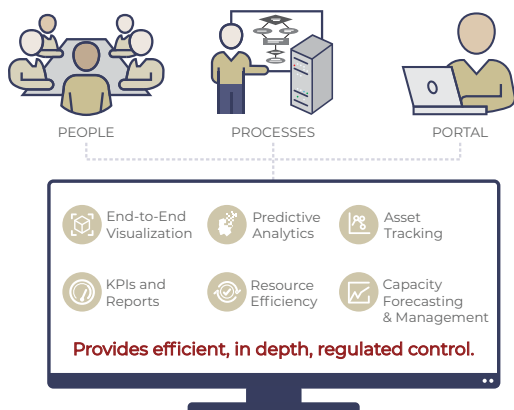 PEOPLE
PROCESSES
PORTAL
End-to-End
Visualization
Predictive
Analytics
Asset
Tracking
KPIs and
Reports
Resource
Efficiency
Capacity
Forecasting
& Management
Provides efficient, in depth, regulated control.